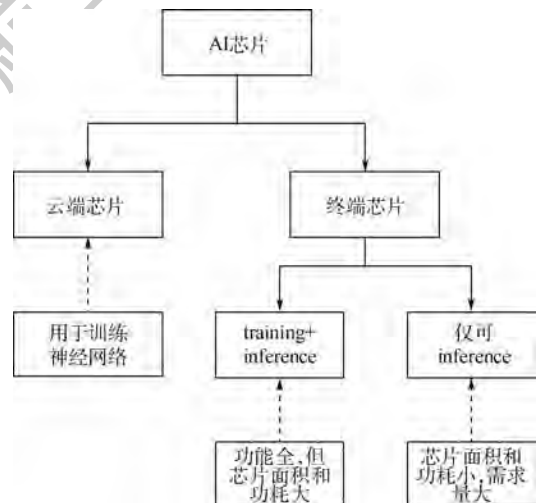 AI芯片
云端芯片
终端芯片
用于训练
神经网络
training+
inference
仅可
inference
功能全,但
芯片面积和
功耗大
芯片面积和
功耗小,需求
量大